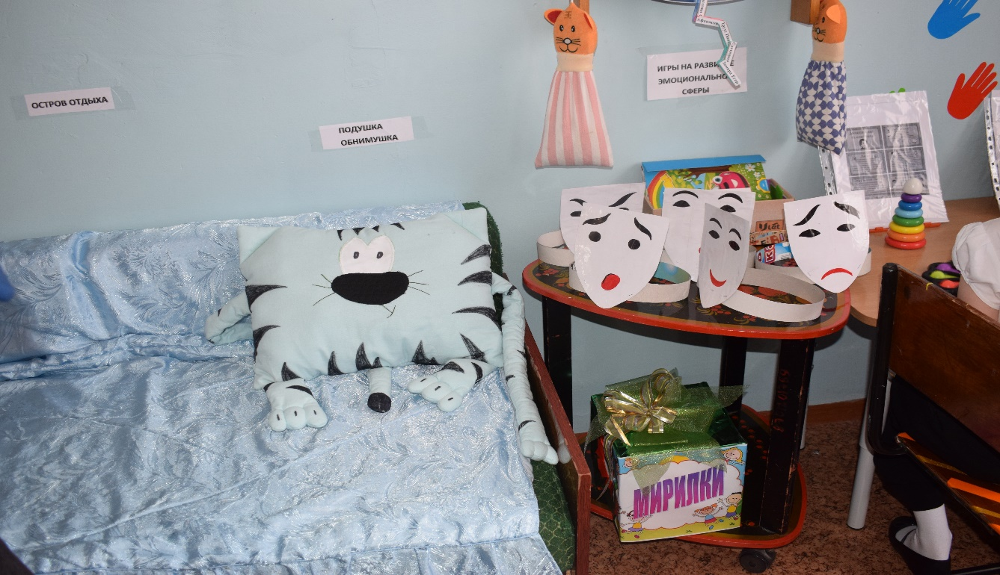 ОСТРОВ ОТДЫХА
ПОДУШКА
ОБНИМУШКА
ИГРЫ НА РАЗВИ Е
ЭМОЦИОНАЛЬНО
СФЕРЫ
МИРИЛКИ